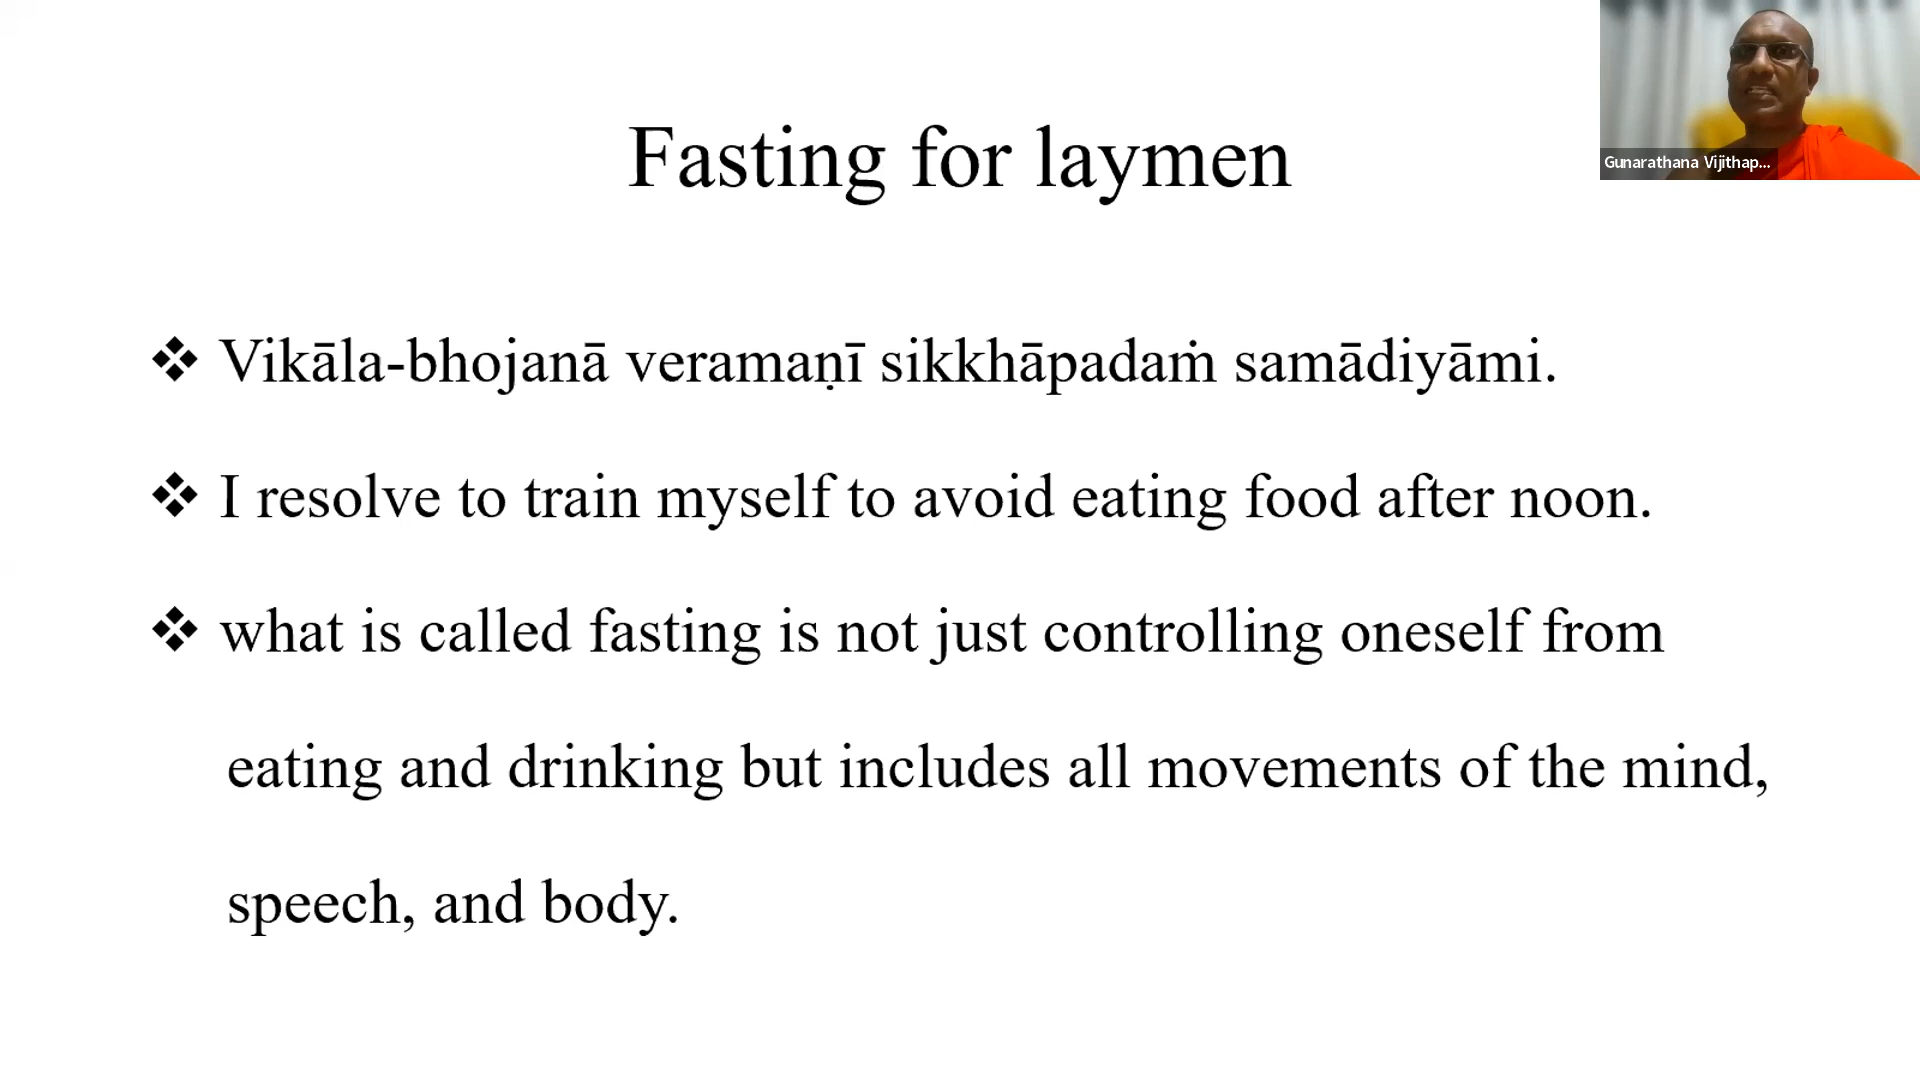 Fasting for laymen
Gunarathana Vijithap...
❖ Vikāla-bhojanā veramaṇī sikkhāpadaṁ samādiyāmi.
❖ I resolve to train myself to avoid eating food after noon.
❖ what is called fasting is not just controlling oneself from
eating and drinking but includes all movements of the mind,
speech, and body.